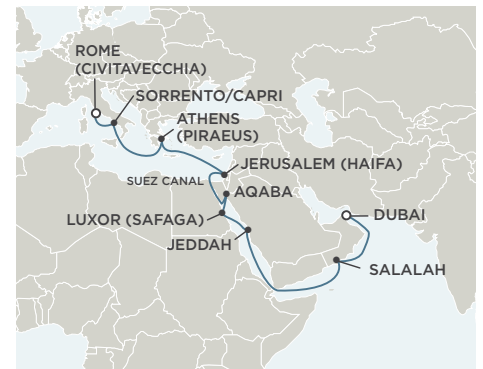 ROME
(CIVITAVECCHIA)
SORRENTO/CAPRI
ATHENS
(PIRAEUS)
JERUSALEM (HAIFA)
SUEZ CANAL
AQABA
LUXOR (SAFAGA)
DUBAI
JEDDAH
SALALAH